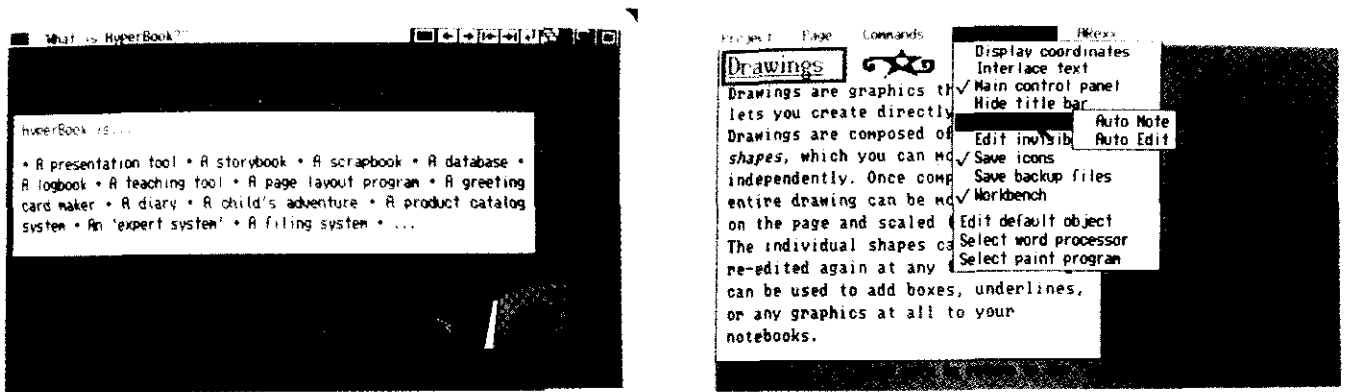 What is HyperBook?
HyperBook is...
• A presentation tool • A storybook • A scrapbook • A database •
A logbook • A teaching tool • A page layout program • A greeting
card maker • A diary • A child's adventure • A product catalog
system • An 'expert system' • A filing system • ...
Project Page Commands ARexx
Drawings
Drawings are graphics th
lets you create directly
Drawings are composed of
shapes, which you can mo
independently. Once comp
entire drawing can be mo
on the page and scaled
The individual shapes ca
re-edited again at any
can be used to add boxes, underlines,
or any graphics at all to your
notebooks.
Display coordinates
Interlace text
✓ Main control panel
Hide title bar
Auto Note
Edit invisib Auto Edit
✓ Save icons
Save backup files
✓ Workbench
Edit default object
Select word processor
Select paint program